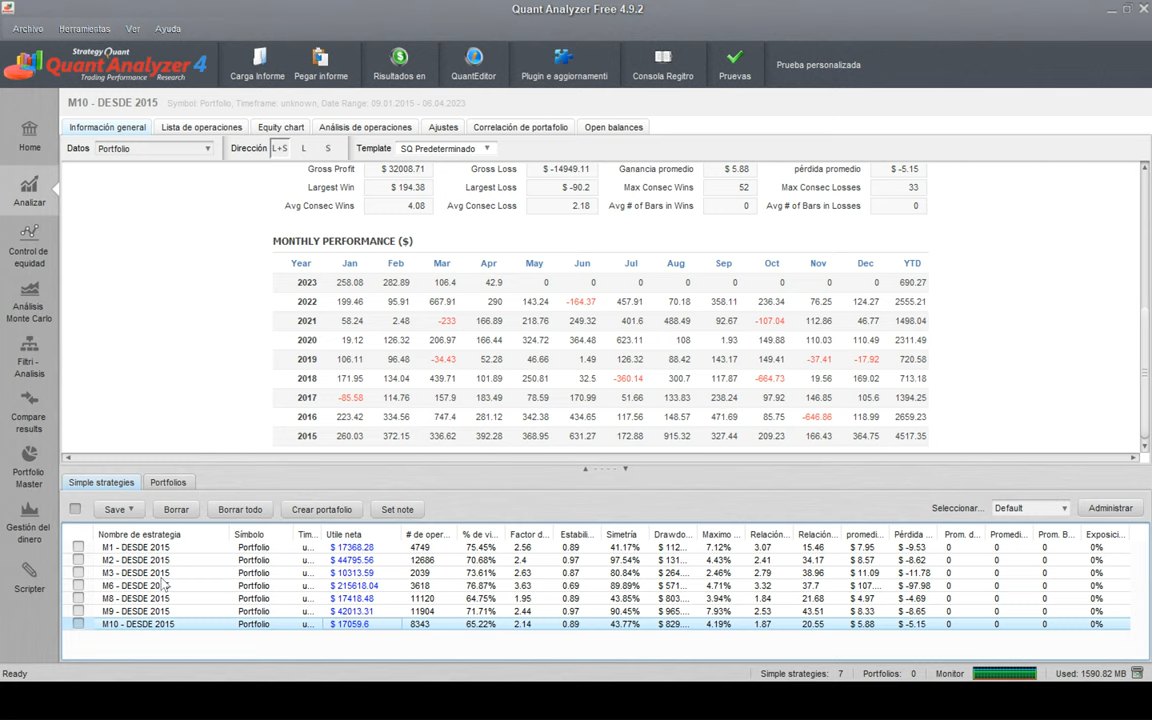 Quant Analyzer Free 4.9.2
Archivo Herramientas Ver Ayuda
Strategy Quant
QuantAnalyzer 4
Trading Performance Research
Carga Informe Pegar informe Risultados en QuantEditor Plugin e aggiornamenti Consola Regitro Pruevas Prueba personalizada
M10 - DESDE 2015 Symbol: Portfolio, Timeframe: unknown, Date Range: 09.01.2015 - 06.04.2023
Información general Lista de operaciones Equity chart Análisis de operaciones Ajustes Correlación de portafolio Open balances
Datos Portfolio Dirección L+S L S Template SQ Predeterminado
Home
Analizar
Control de equidad
Análisis Monte Carlo
Filtri - Analisis
Compare results
Portfolio Master
Gestión del dinero
Scripter
Gross Profit $ 32008.71 Gross Loss $ -14949.11 Ganancia promedio $ 5.88 pérdida promedio $ -5.15
Largest Win $ 194.38 Largest Loss $ -90.2 Max Consec Wins 52 Max Consec Losses 33
Avg Consec Wins 4.08 Avg Consec Loss 2.18 Avg # of Bars in Wins 0 Avg # of Bars in Losses 0
MONTHLY PERFORMANCE ($)
Year Jan Feb Mar Apr May Jun Jul Aug Sep Oct Nov Dec YTD
2023 258.08 282.89 106.4 42.9 0 0 0 0 0 0 0 0 690.27
2022 199.46 95.91 667.91 290 143.24 -164.37 457.91 70.18 358.11 236.34 76.25 124.27 2555.21
2021 58.24 2.48 -233 166.89 218.76 249.32 401.6 488.49 92.67 -107.04 112.86 46.77 1498.04
2020 19.12 126.32 206.97 166.44 324.72 364.48 623.11 108 1.93 149.88 110.03 110.49 2311.49
2019 106.11 96.48 -34.43 52.28 46.66 1.49 126.32 88.42 143.17 149.41 -37.41 -17.92 720.58
2018 171.95 134.04 439.71 101.89 250.81 32.5 -360.14 300.7 117.87 -664.73 19.56 169.02 713.18
2017 -85.58 114.76 157.9 183.49 78.59 170.99 51.66 133.83 238.24 97.92 146.85 105.6 1394.25
2016 223.42 334.56 747.4 281.12 342.38 434.65 117.56 148.57 471.69 85.75 -646.86 118.99 2659.23
2015 260.03 372.15 336.62 392.28 368.95 631.27 172.88 915.32 327.44 209.23 166.43 364.75 4517.35
Simple strategies Portfolios
Save Borrar Borrar todo Crear portafolio Set note Seleccionar... Default Administrar
Nombre de estrategia Símbolo Tim... Utile neta # de oper... % de vi... Factor d... Estabili... Simetría Drawdo... Maximo ... Relación... Relación... promedi... Pérdida ... Prom. d... Promedi... Prom. B... Exposici...
M1 - DESDE 2015 Portfolio u... $ 17368.28 4749 75.45% 2.56 0.89 41.17% $ 112... 7.12% 3.07 15.46 $ 7.95 $ -9.53 0 0 0 0%
M2 - DESDE 2015 Portfolio u... $ 44795.56 12686 70.68% 2.4 0.97 97.54% $ 131... 4.43% 2.41 34.17 $ 8.57 $ -8.62 0 0 0 0%
M3 - DESDE 2015 Portfolio u... $ 10313.59 2039 73.61% 2.63 0.87 80.84% $ 264... 2.46% 2.79 38.96 $ 11.09 $ -11.78 0 0 0 0%
M6 - DESDE 2015 Portfolio u... $ 215618.04 3618 76.87% 3.63 0.69 89.89% $ 571... 4.71% 3.32 37.7 $ 107... $ -97.98 0 0 0 0%
M8 - DESDE 2015 Portfolio u... $ 17418.48 11120 64.75% 1.95 0.88 43.85% $ 803... 3.94% 1.84 21.68 $ 4.97 $ -4.69 0 0 0 0%
M9 - DESDE 2015 Portfolio u... $ 42013.31 11904 71.71% 2.44 0.97 90.45% $ 965... 7.93% 2.53 43.51 $ 8.33 $ -8.65 0 0 0 0%
M10 - DESDE 2015 Portfolio u... $ 17059.6 8343 65.22% 2.14 0.89 43.77% $ 829... 4.19% 1.87 20.55 $ 5.88 $ -5.15 0 0 0 0%
Ready Simple strategies: 7 Portfolios: 0 Monitor Used: 1590.82 MB